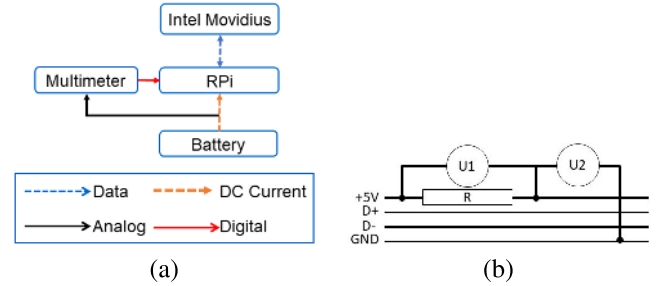 Intel Movidius
Multimeter
RPi
Battery
Data
DC Current
Analog
Digital
(a)
U1
U2
+5V
R
D+
D-
GND
(b)